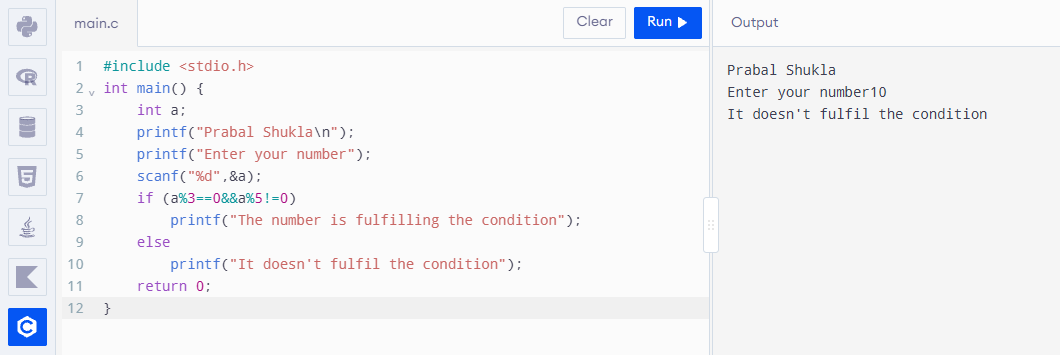 main.c
Clear
Run
Output
1 #include <stdio.h>
2 int main() {
3 int a;
4 printf("Prabal Shukla\n");
5 printf("Enter your number");
6 scanf("%d",&a);
7 if (a%3==0&&a%5!=0)
8 printf("The number is fulfilling the condition");
9 else
10 printf("It doesn't fulfil the condition");
11 return 0;
12 }
Prabal Shukla
Enter your number10
It doesn't fulfil the condition